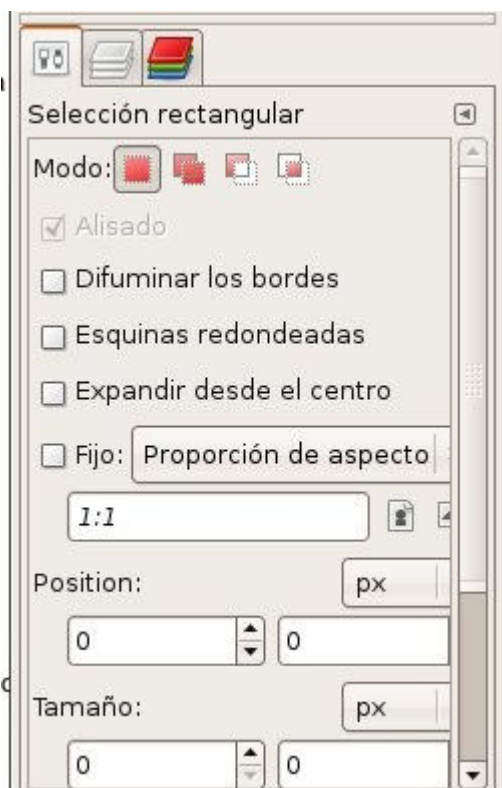 Selección rectangular
Modo:
Alisado
Difuminar los bordes
Esquinas redondeadas
Expandir desde el centro
Fijo: Proporción de aspecto
1:1
Position: px
0 0
Tamaño: px
0 0